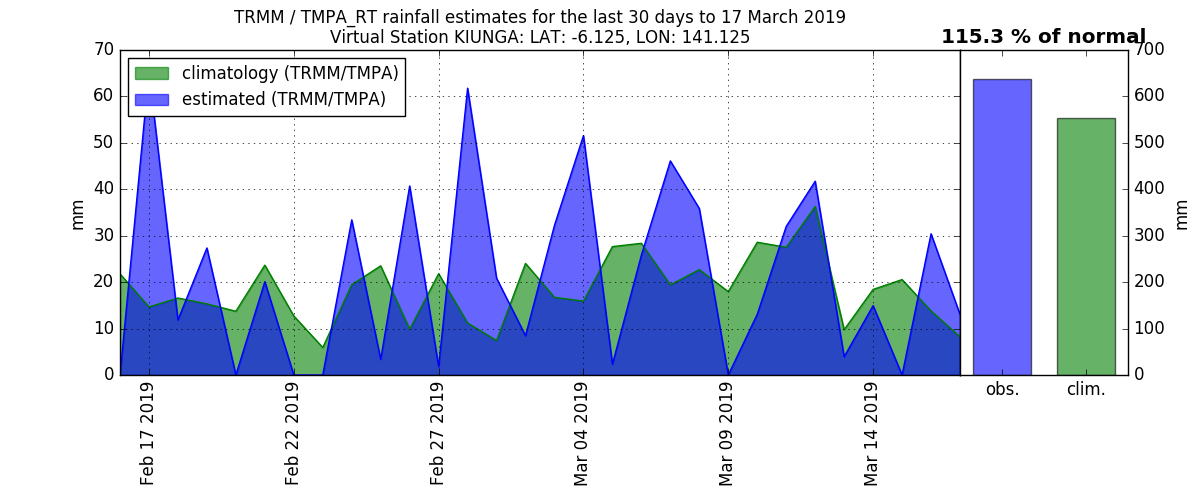 TRMM / TMPA_RT rainfall estimates for the last 30 days to 17 March 2019
Virtual Station KIUNGA: LAT: -6.125, LON: 141.125
115.3 % of normal
climatology (TRMM/TMPA)
estimated (TRMM/TMPA)
70
60
50
40
30
20
10
0
mm
Feb 17 2019
Feb 22 2019
Feb 27 2019
Mar 04 2019
Mar 09 2019
Mar 14 2019
obs.
clim.
700
600
500
400
300
200
100
0
mm